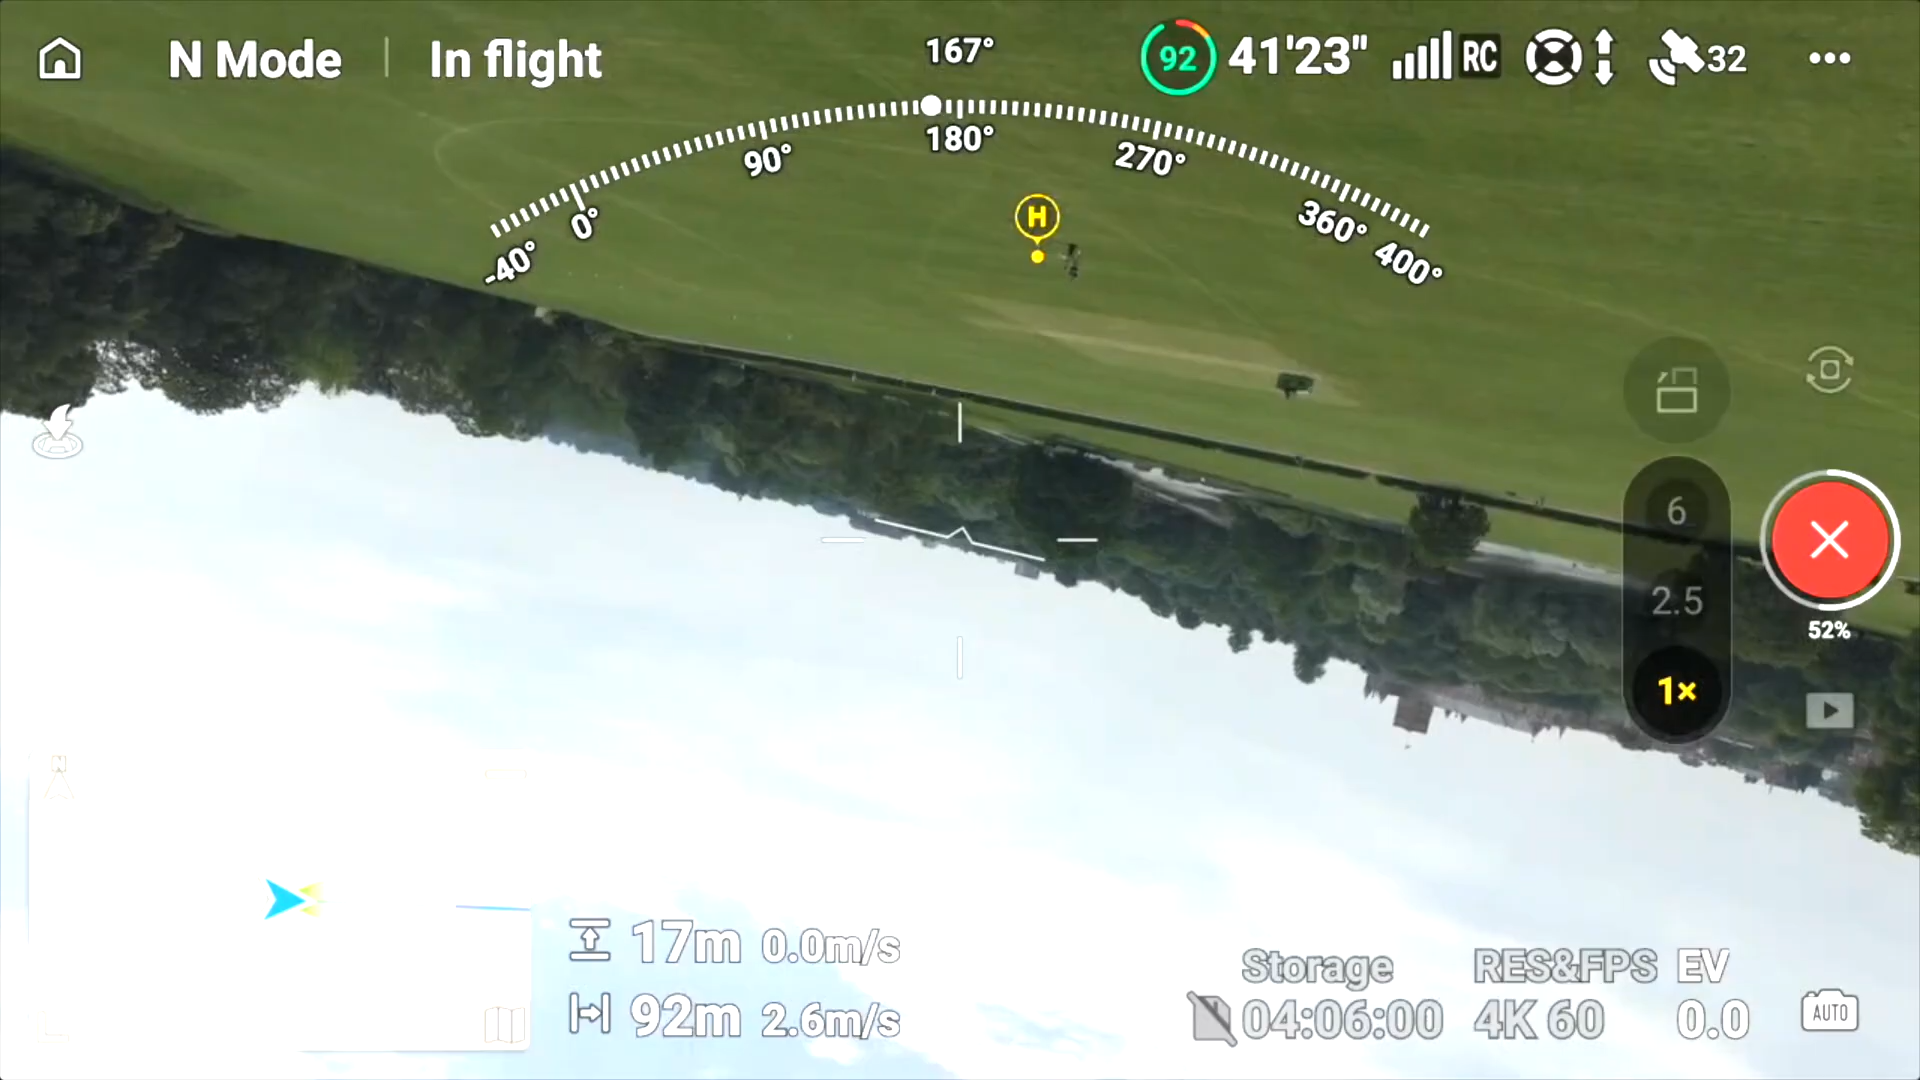 N Mode | In flight
167°
92 41'23" RC 32
-40° 0° 90° 180° 270° 360° 400°
H
6
2.5
1×
52%
N
17m 0.0m/s
92m 2.6m/s
Storage
04:06:00
RES&FPS
4K 60
EV
0.0
AUTO